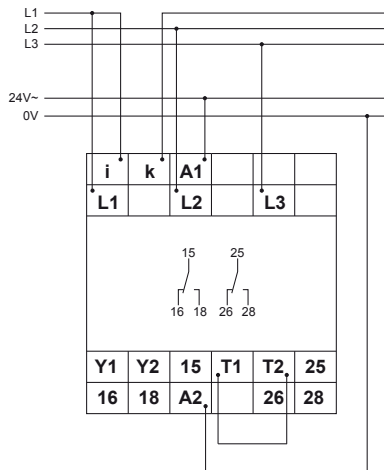 L1
L2
L3
24V~
0V
i k A1
L1 L2 L3
15 25
16 18 26 28
Y1 Y2 15 T1 T2 25
16 18 A2 26 28